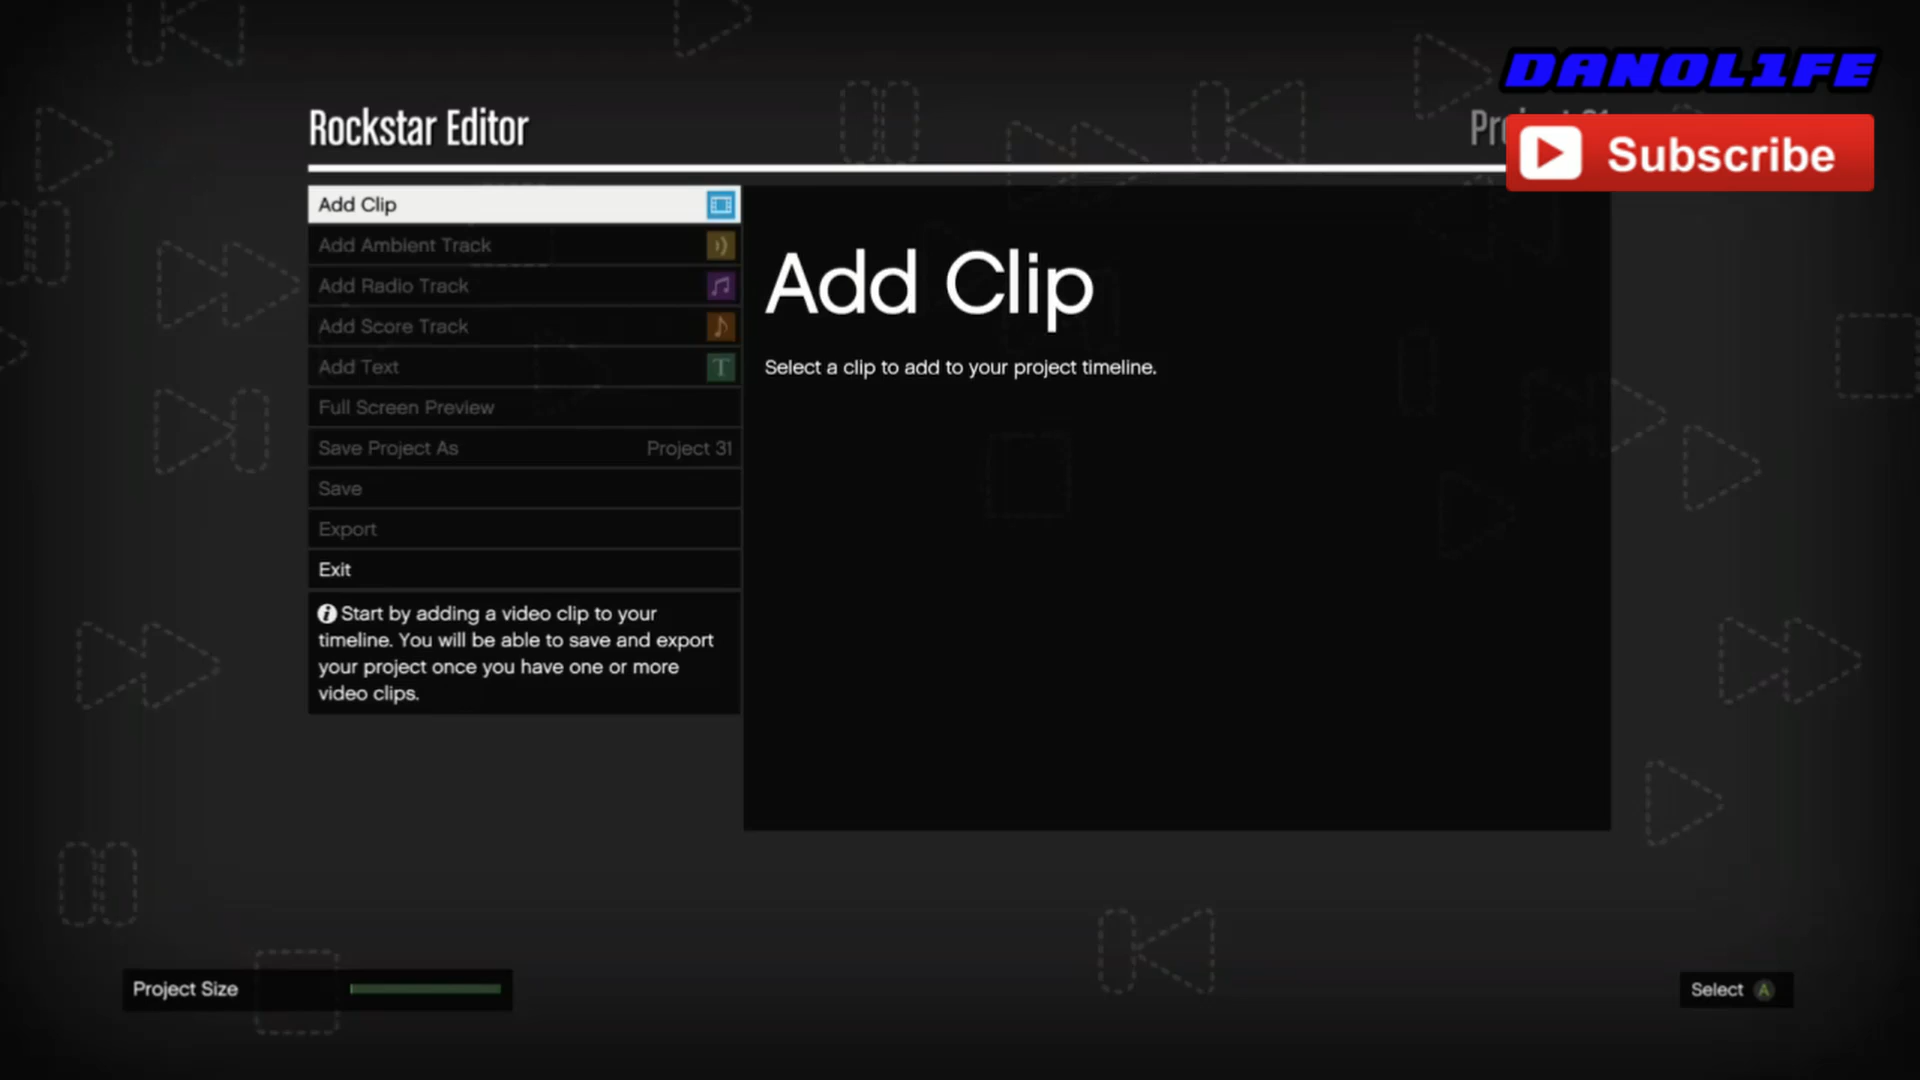 DANOL1FE
Rockstar Editor
Subscribe
Add Clip
Add Ambient Track
Add Radio Track
Add Score Track
Add Text
Full Screen Preview
Save Project As Project 31
Save
Export
Exit
Start by adding a video clip to your
timeline. You will be able to save and export
your project once you have one or more
video clips.
Add Clip
Select a clip to add to your project timeline.
Project Size
Select A